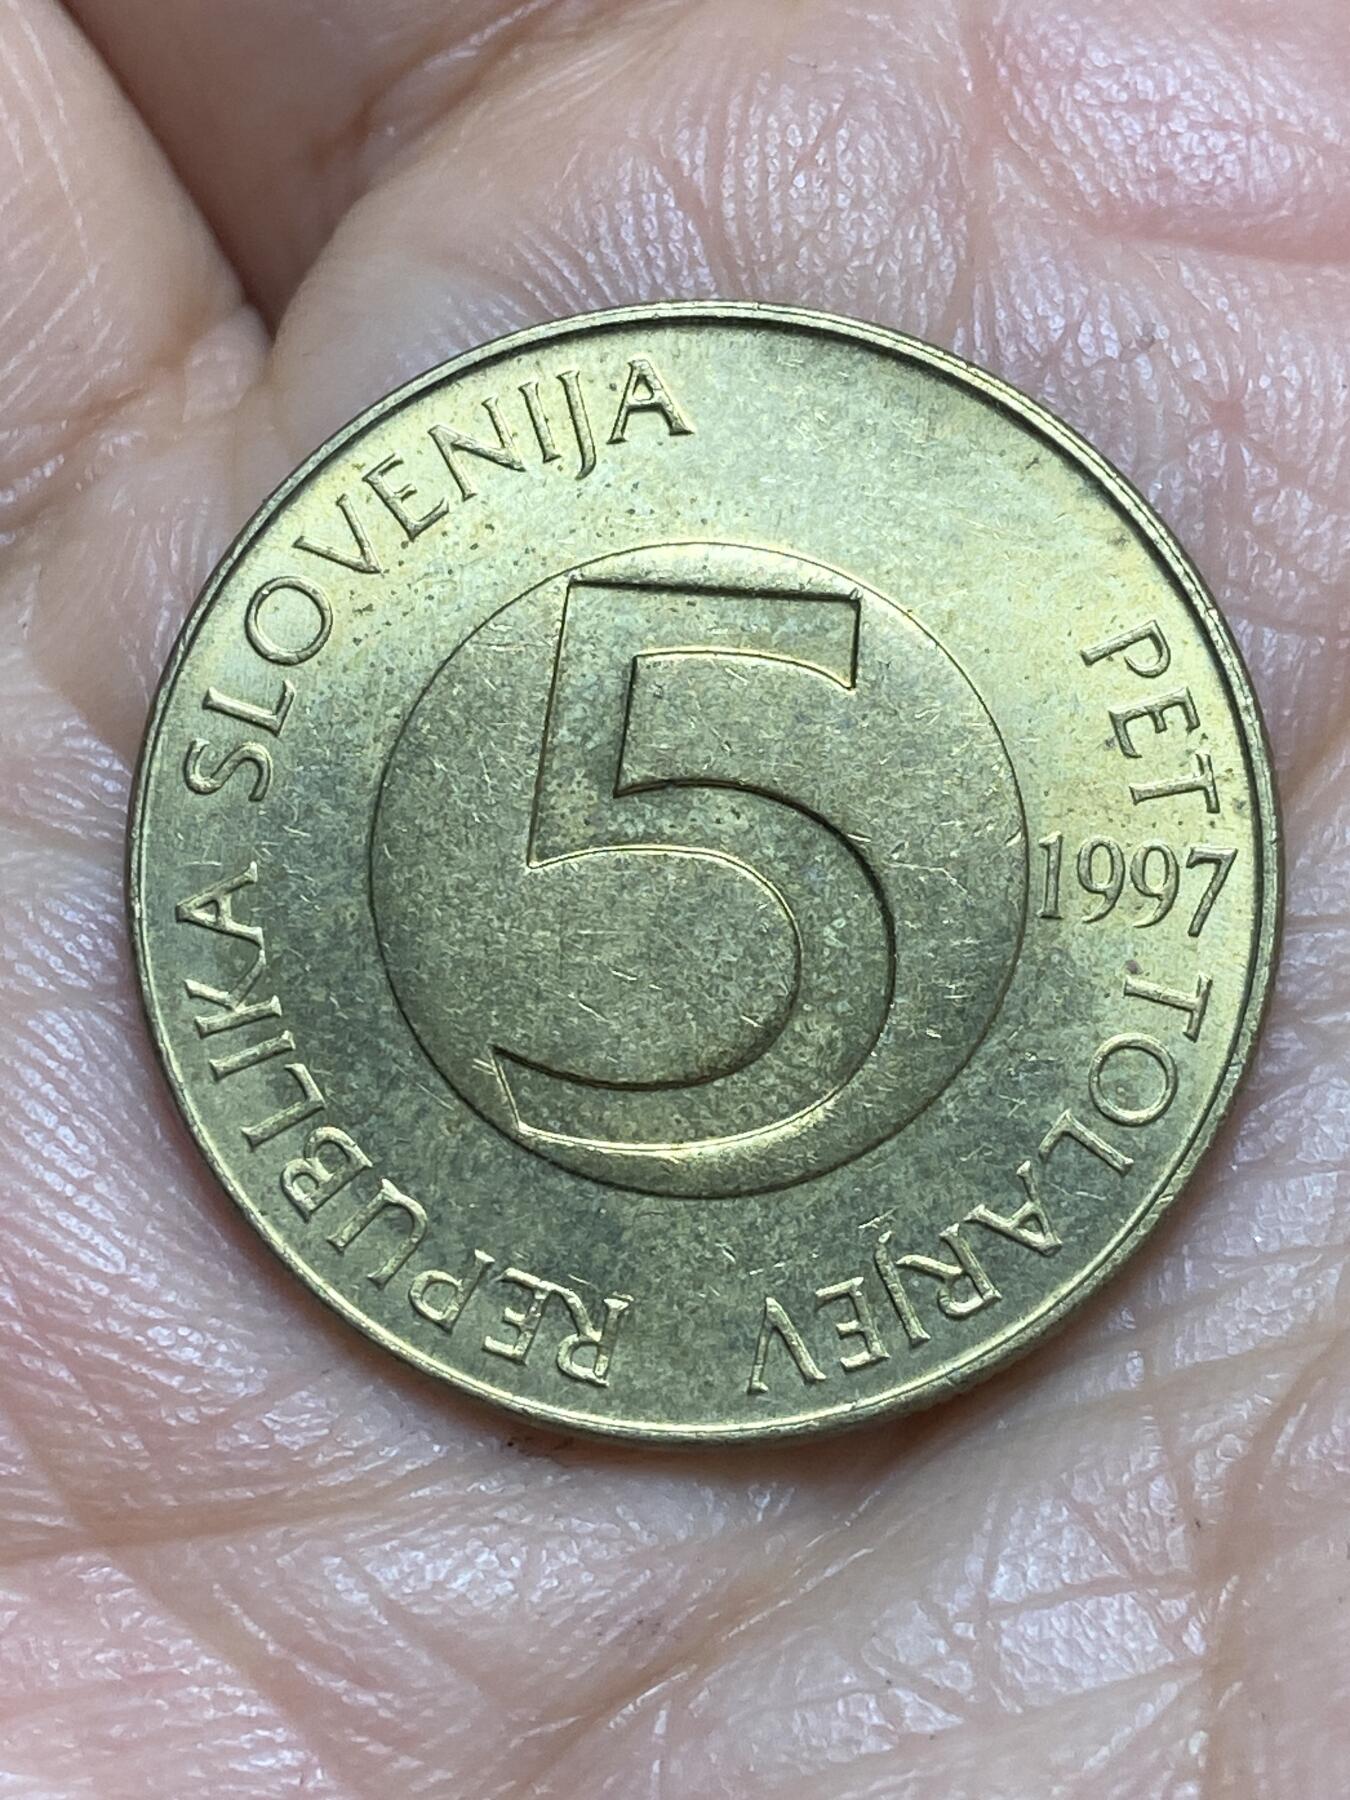 REPUBLIKA SLOVENIJA
5
PET TOLARJEV
1997